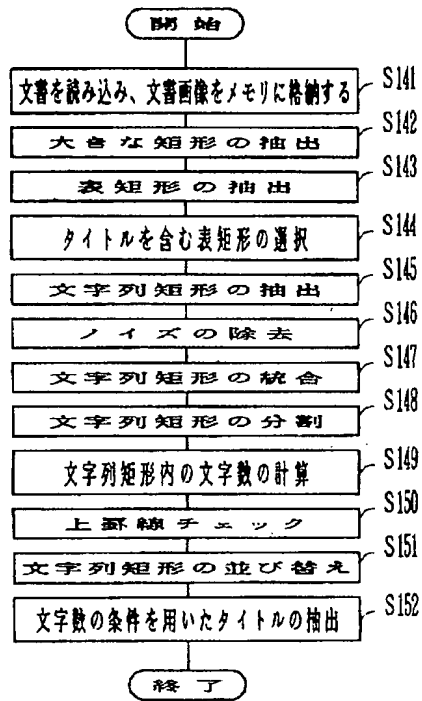 開始
文書を読み込み、文書画像をメモリに格納する S141
大きな矩形の抽出 S142
表矩形の抽出 S143
タイトルを含む表矩形の選択 S144
文字列矩形の抽出 S145
ノイズの除去 S146
文字列矩形の統合 S147
文字列矩形の分割 S148
文字列矩形内の文字数の計算 S149
上罫線チェック S150
文字列矩形の並び替え S151
文字数の条件を用いたタイトルの抽出 S152
終了